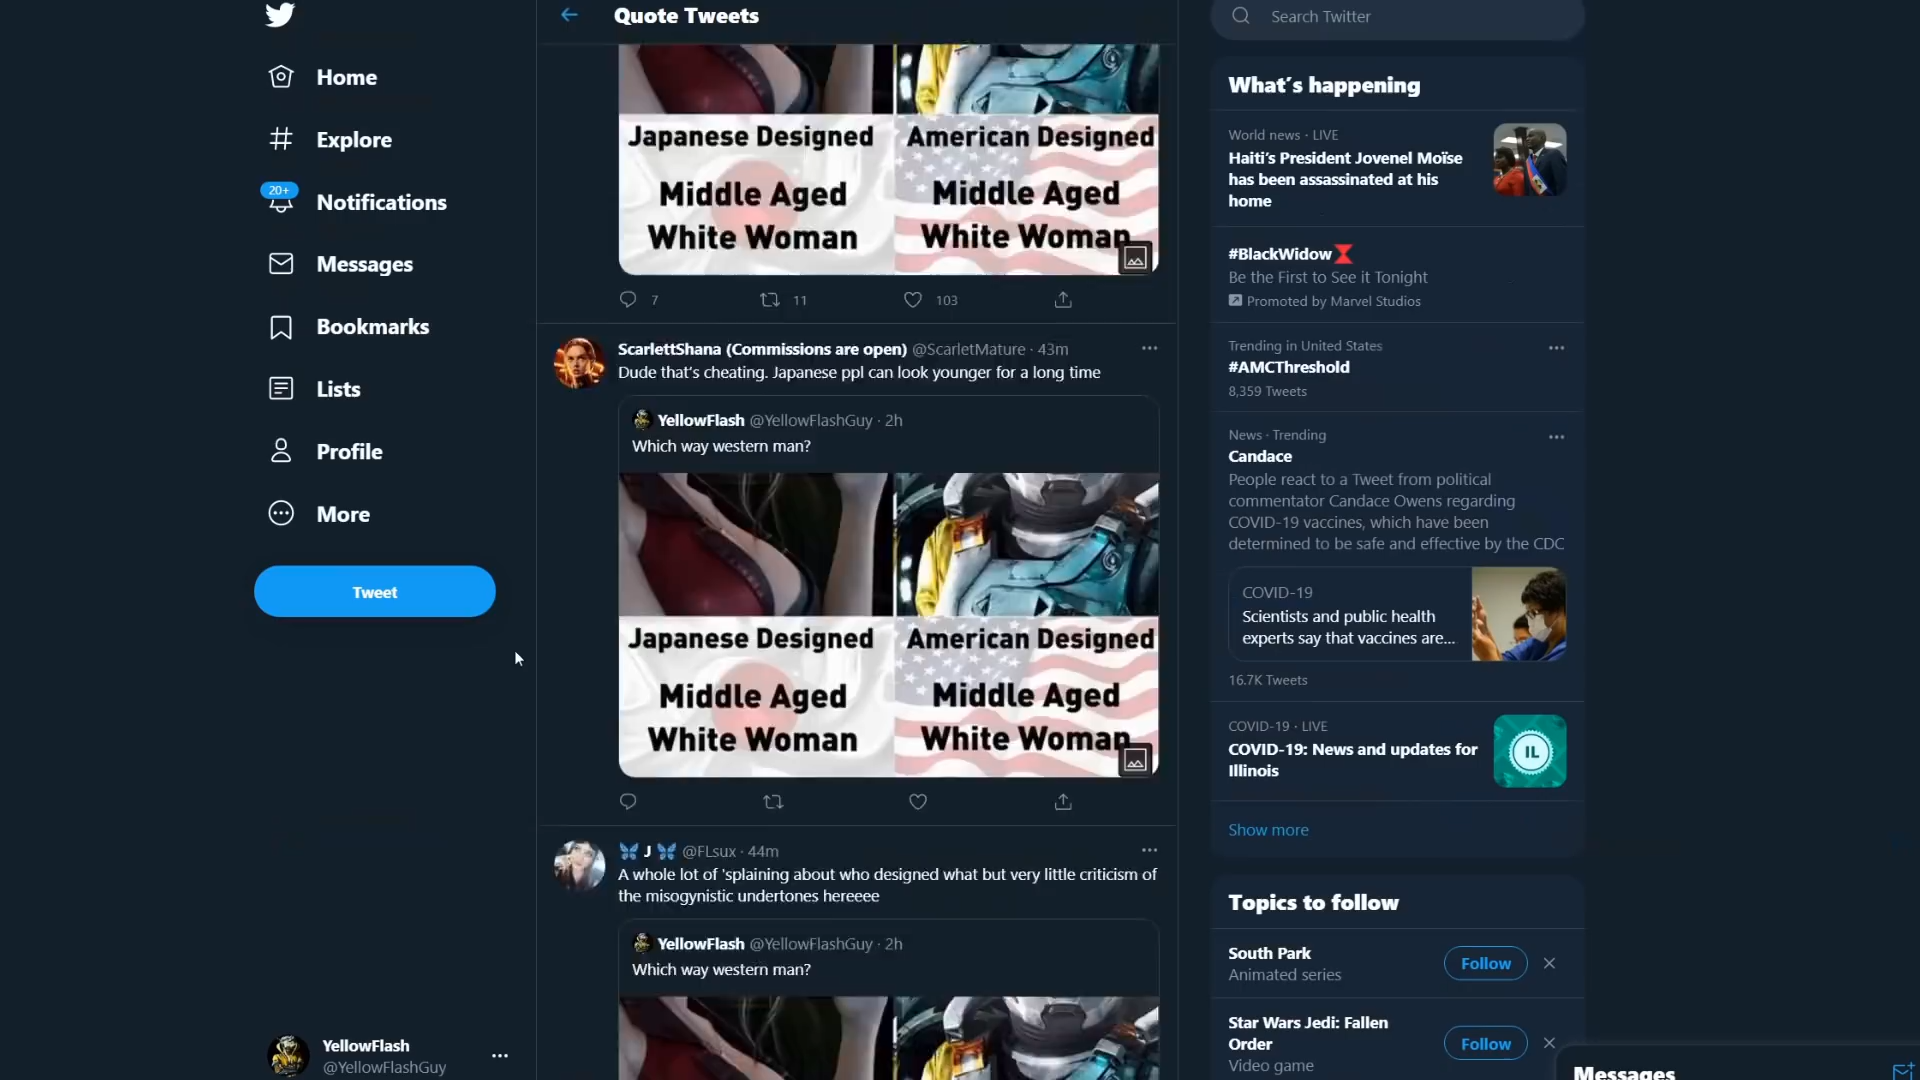 Home
Explore
20+
Notifications
Messages
Bookmarks
Lists
Profile
More
Tweet
YellowFlash
@YellowFlashGuy
Quote Tweets
Japanese Designed
Middle Aged
White Woman
American Designed
Middle Aged
White Woman
7
11
103
ScarlettShana (Commissions are open) @ScarletMature · 43m
Dude that's cheating. Japanese ppl can look younger for a long time
YellowFlash @YellowFlashGuy · 2h
Which way western man?
Japanese Designed
Middle Aged
White Woman
American Designed
Middle Aged
White Woman
🦋 J 🦋 @FLsux · 44m
A whole lot of 'splaining about who designed what but very little criticism of
the misogynistic undertones hereeee
YellowFlash @YellowFlashGuy · 2h
Which way western man?
Search Twitter
What's happening
World news · LIVE
Haiti's President Jovenel Moïse
has been assassinated at his
home
#BlackWidow
Be the First to See it Tonight
Promoted by Marvel Studios
Trending in United States
#AMCThreshold
8,359 Tweets
News · Trending
Candace
People react to a Tweet from political
commentator Candace Owens regarding
COVID-19 vaccines, which have been
determined to be safe and effective by the CDC
COVID-19
Scientists and public health
experts say that vaccines are...
16.7K Tweets
COVID-19 · LIVE
COVID-19: News and updates for
Illinois
IL
Show more
Topics to follow
South Park
Animated series
Follow
Star Wars Jedi: Fallen
Order
Video game
Follow
Messages